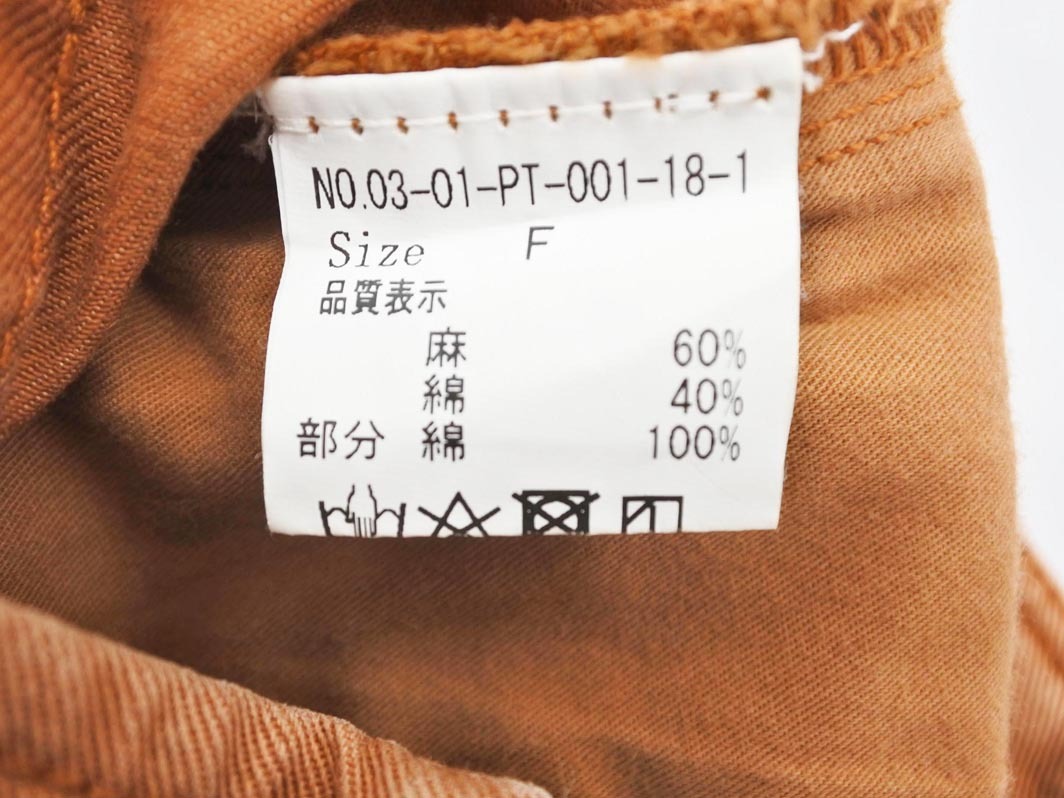 NO.03-01-PT-001-18-1
Size F
品質表示
麻 60%
綿 40%
部分 綿 100%